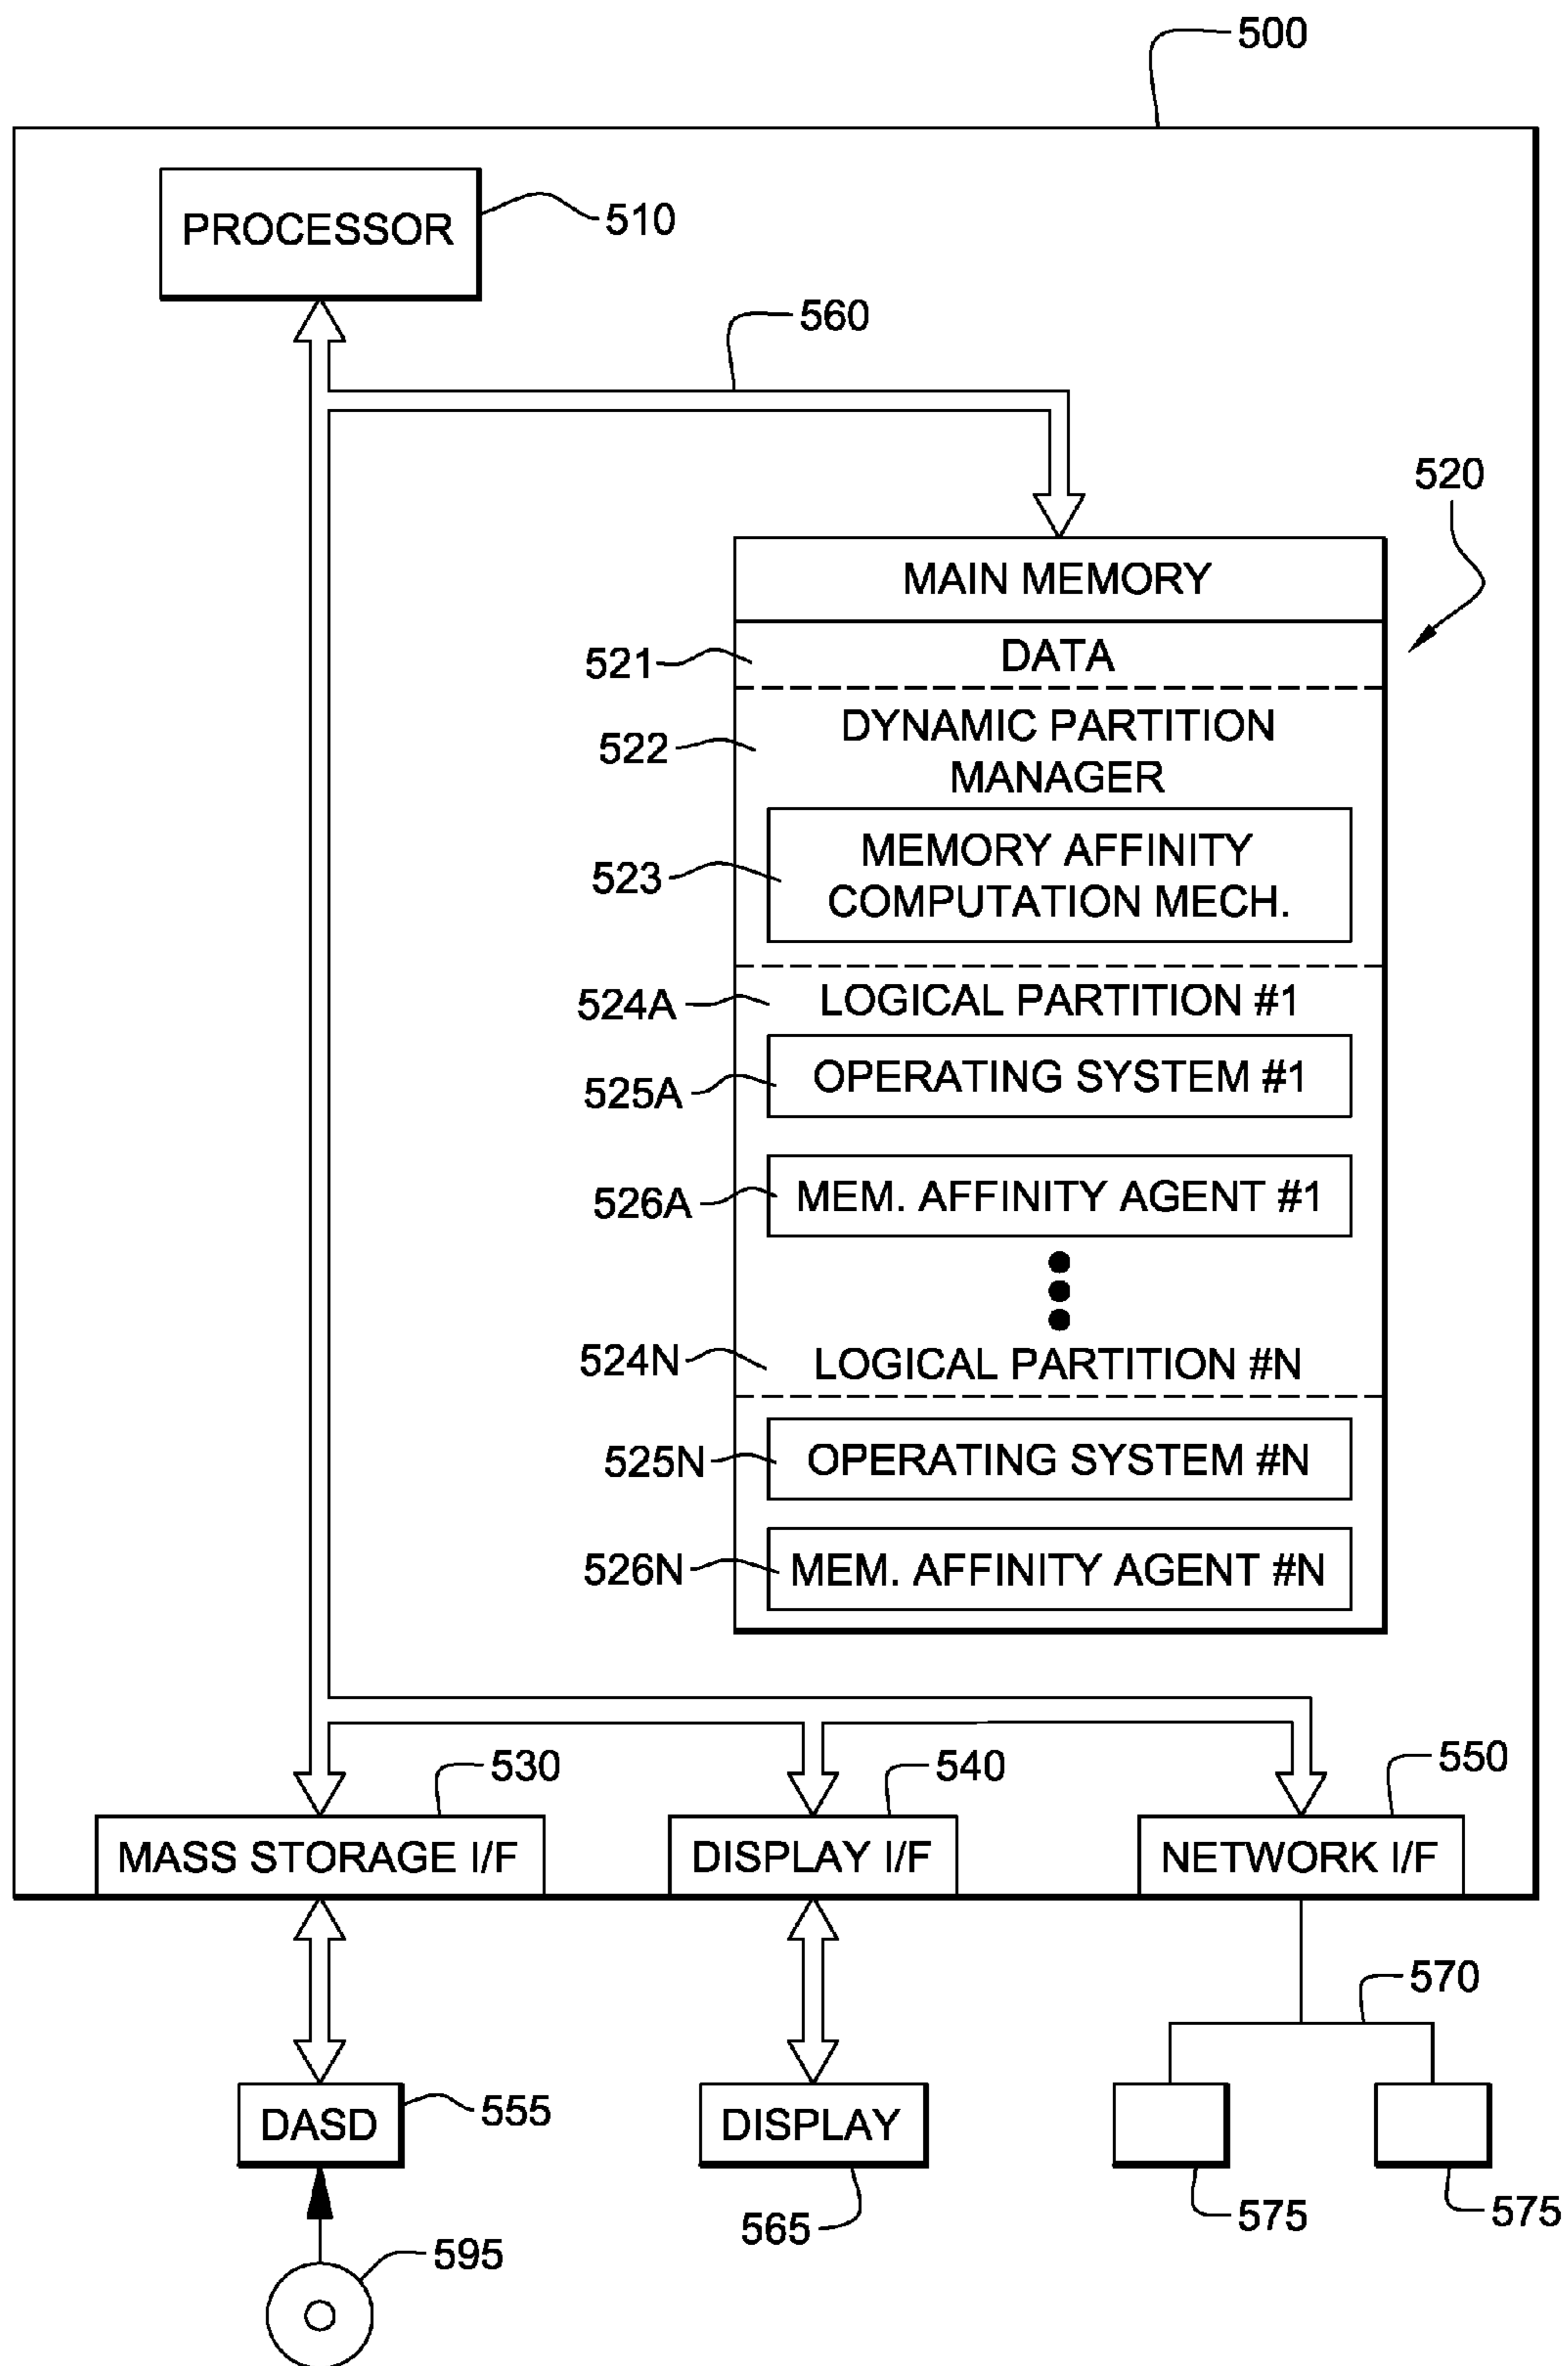 500
PROCESSOR
510
560
520
MAIN MEMORY
521
DATA
522
DYNAMIC PARTITION
MANAGER
523
MEMORY AFFINITY
COMPUTATION MECH.
524A
LOGICAL PARTITION #1
525A
OPERATING SYSTEM #1
526A
MEM. AFFINITY AGENT #1
524N
LOGICAL PARTITION #N
525N
OPERATING SYSTEM #N
526N
MEM. AFFINITY AGENT #N
530
540
550
MASS STORAGE I/F
DISPLAY I/F
NETWORK I/F
570
DASD
555
DISPLAY
565
575
575
595